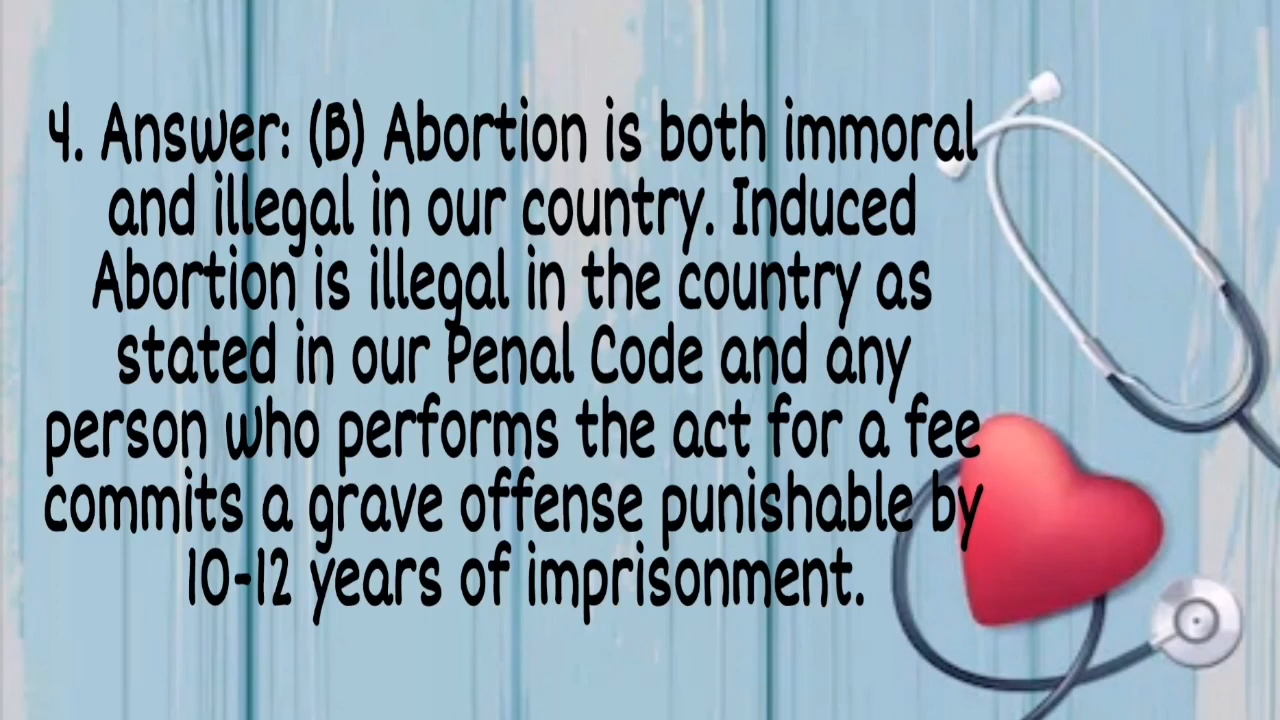 4. Answer: (B) Abortion is both immoral
and illegal in our country. Induced
Abortion is illegal in the country as
stated in our Penal Code and any
person who performs the act for a fee
commits a grave offense punishable by
10-12 years of imprisonment.